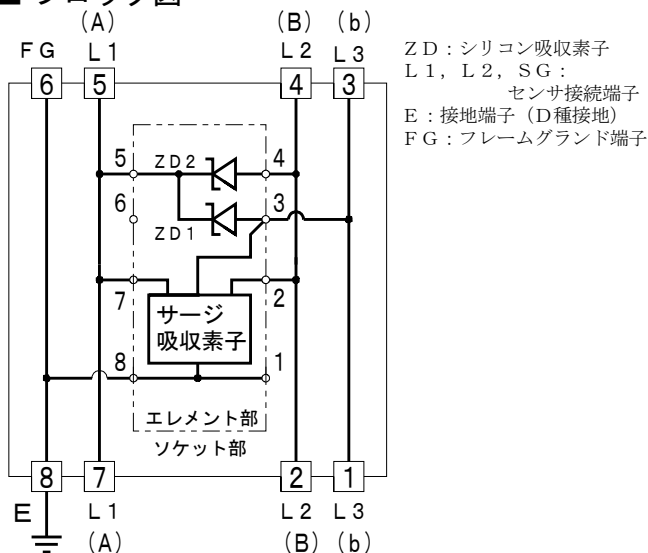 ■ ブロック図
(A) (B) (b)
FG L1 L2 L3
6 5 4 3
ZD:シリコン吸収素子
L1, L2, SG:
センサ接続端子
E:接地端子(D種接地)
FG:フレームグランド端子
5 ZD2 4
6 3
ZD1
7 2
サージ
吸収素子
8 1
エレメント部
ソケット部
8 7 2 1
E L1 L2 L3
(A) (B) (b)